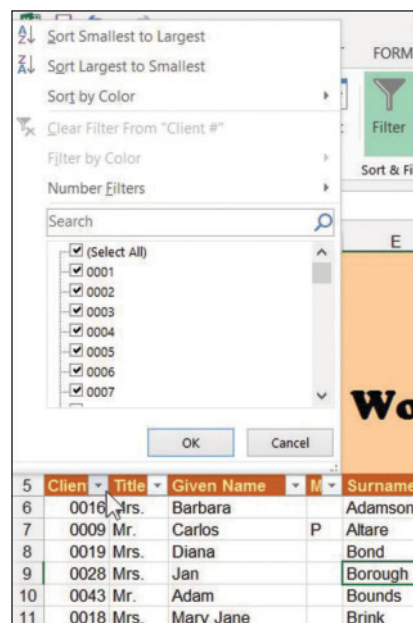 Sort Smallest to Largest
Sort Largest to Smallest
Sort by Color
Clear Filter From "Client #"
Filter by Color
Number Filters
Search
(Select All)
0001
0002
0003
0004
0005
0006
0007
OK Cancel
FORM
Filter
Sort & Fi
E
Wo
5 Client Title Given Name M Surname
6 0016 Mrs. Barbara Adamson
7 0009 Mr. Carlos P Altare
8 0019 Mrs. Diana Bond
9 0028 Mrs. Jan Borough
10 0043 Mr. Adam Bounds
11 0018 Mrs. Mary Jane Brink